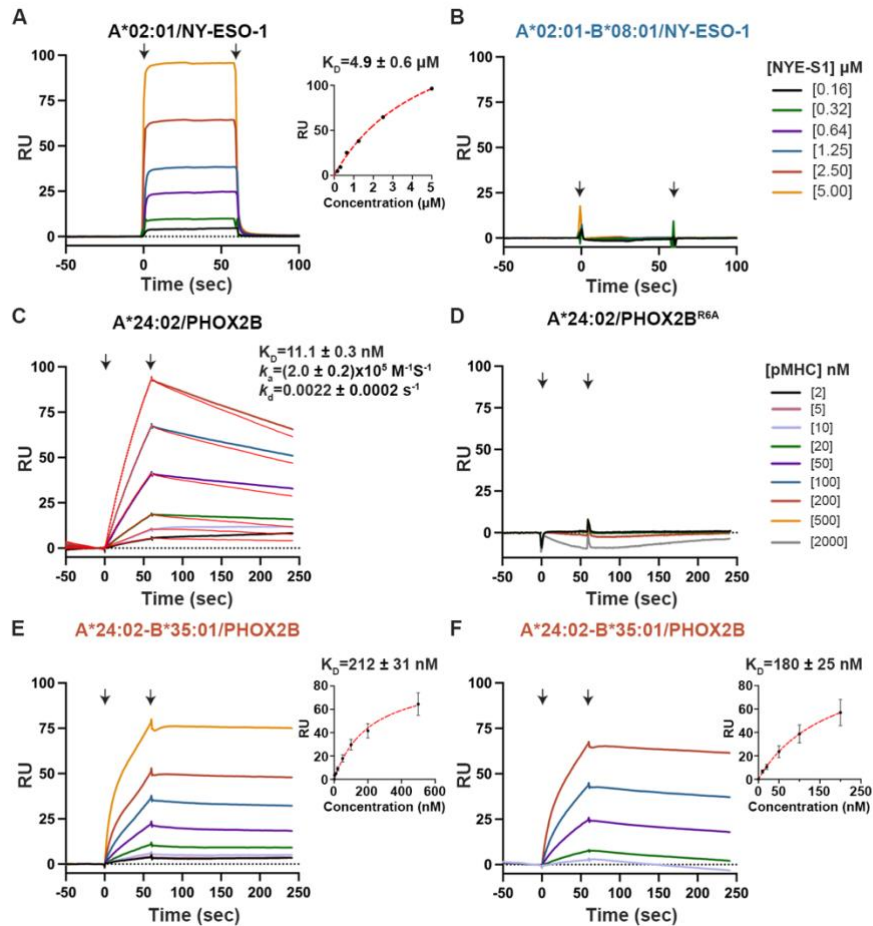 A
A*02:01/NY-ESO-1
RU
100
75
50
25
0
-50
0
50
100
Time (sec)
K_D=4.9 ± 0.6 µM
RU
100
50
0
0
1
2
3
4
5
Concentration (µM)
B
A*02:01-B*08:01/NY-ESO-1
RU
100
75
50
25
0
-50
0
50
100
Time (sec)
[NYE-S1] µM
[0.16]
[0.32]
[0.64]
[1.25]
[2.50]
[5.00]
C
A*24:02/PHOX2B
K_D=11.1 ± 0.3 nM
k_a=(2.0 ± 0.2)x10⁵ M⁻¹S⁻¹
k_d=0.0022 ± 0.0002 s⁻¹
RU
100
75
50
25
0
-50
0
50
100
150
200
250
Time (sec)
D
A*24:02/PHOX2B^R6A
RU
100
75
50
25
0
-50
0
50
100
150
200
250
Time (sec)
[pMHC] nM
[2]
[5]
[10]
[20]
[50]
[100]
[200]
[500]
[2000]
E
A*24:02-B*35:01/PHOX2B
RU
100
75
50
25
0
-50
0
50
100
150
200
250
Time (sec)
K_D=212 ± 31 nM
RU
80
60
40
20
0
0
200
400
600
Concentration (nM)
F
A*24:02-B*35:01/PHOX2B
RU
100
75
50
25
0
-50
0
50
100
150
200
250
Time (sec)
K_D=180 ± 25 nM
RU
80
60
40
20
0
0
50
100
150
200
250
Concentration (nM)